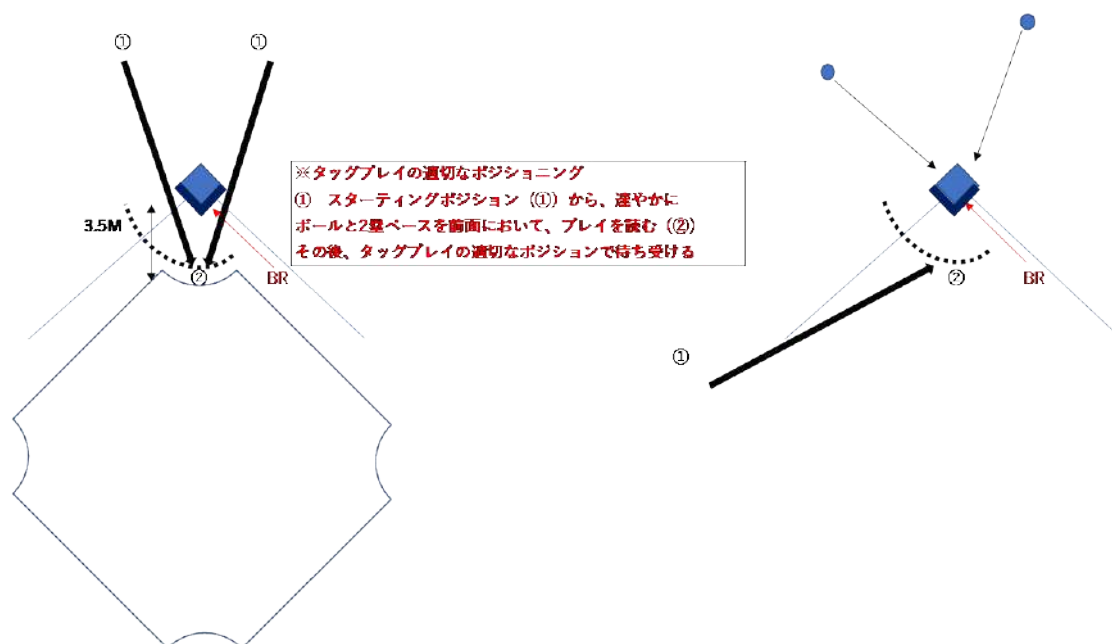 ① ①
※タッグプレイの適切なポジショニング
① スターティングポジション（①）から、速やかに
ボールと2塁ベースを前面において、プレイを読む（②）
その後、タッグプレイの適切なポジションで待ち受ける
3.5M
②
BR
①
②
BR